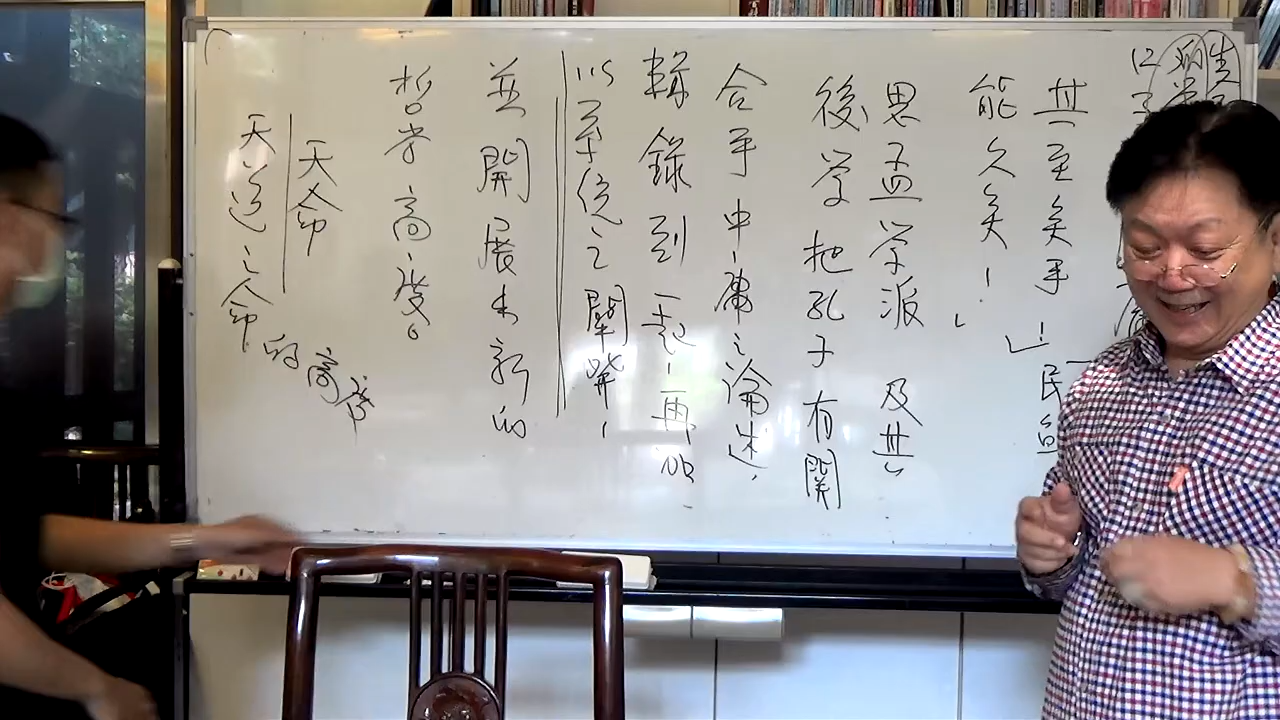 其至矣乎！」民鮮
能久矣！」
思孟学派 及其
後学把孔子有關
合乎中庸之論述，
輯錄到一起，再加
以系統之闡釋，
並開展出新的
哲学高度。
天命
天道之命
的高度